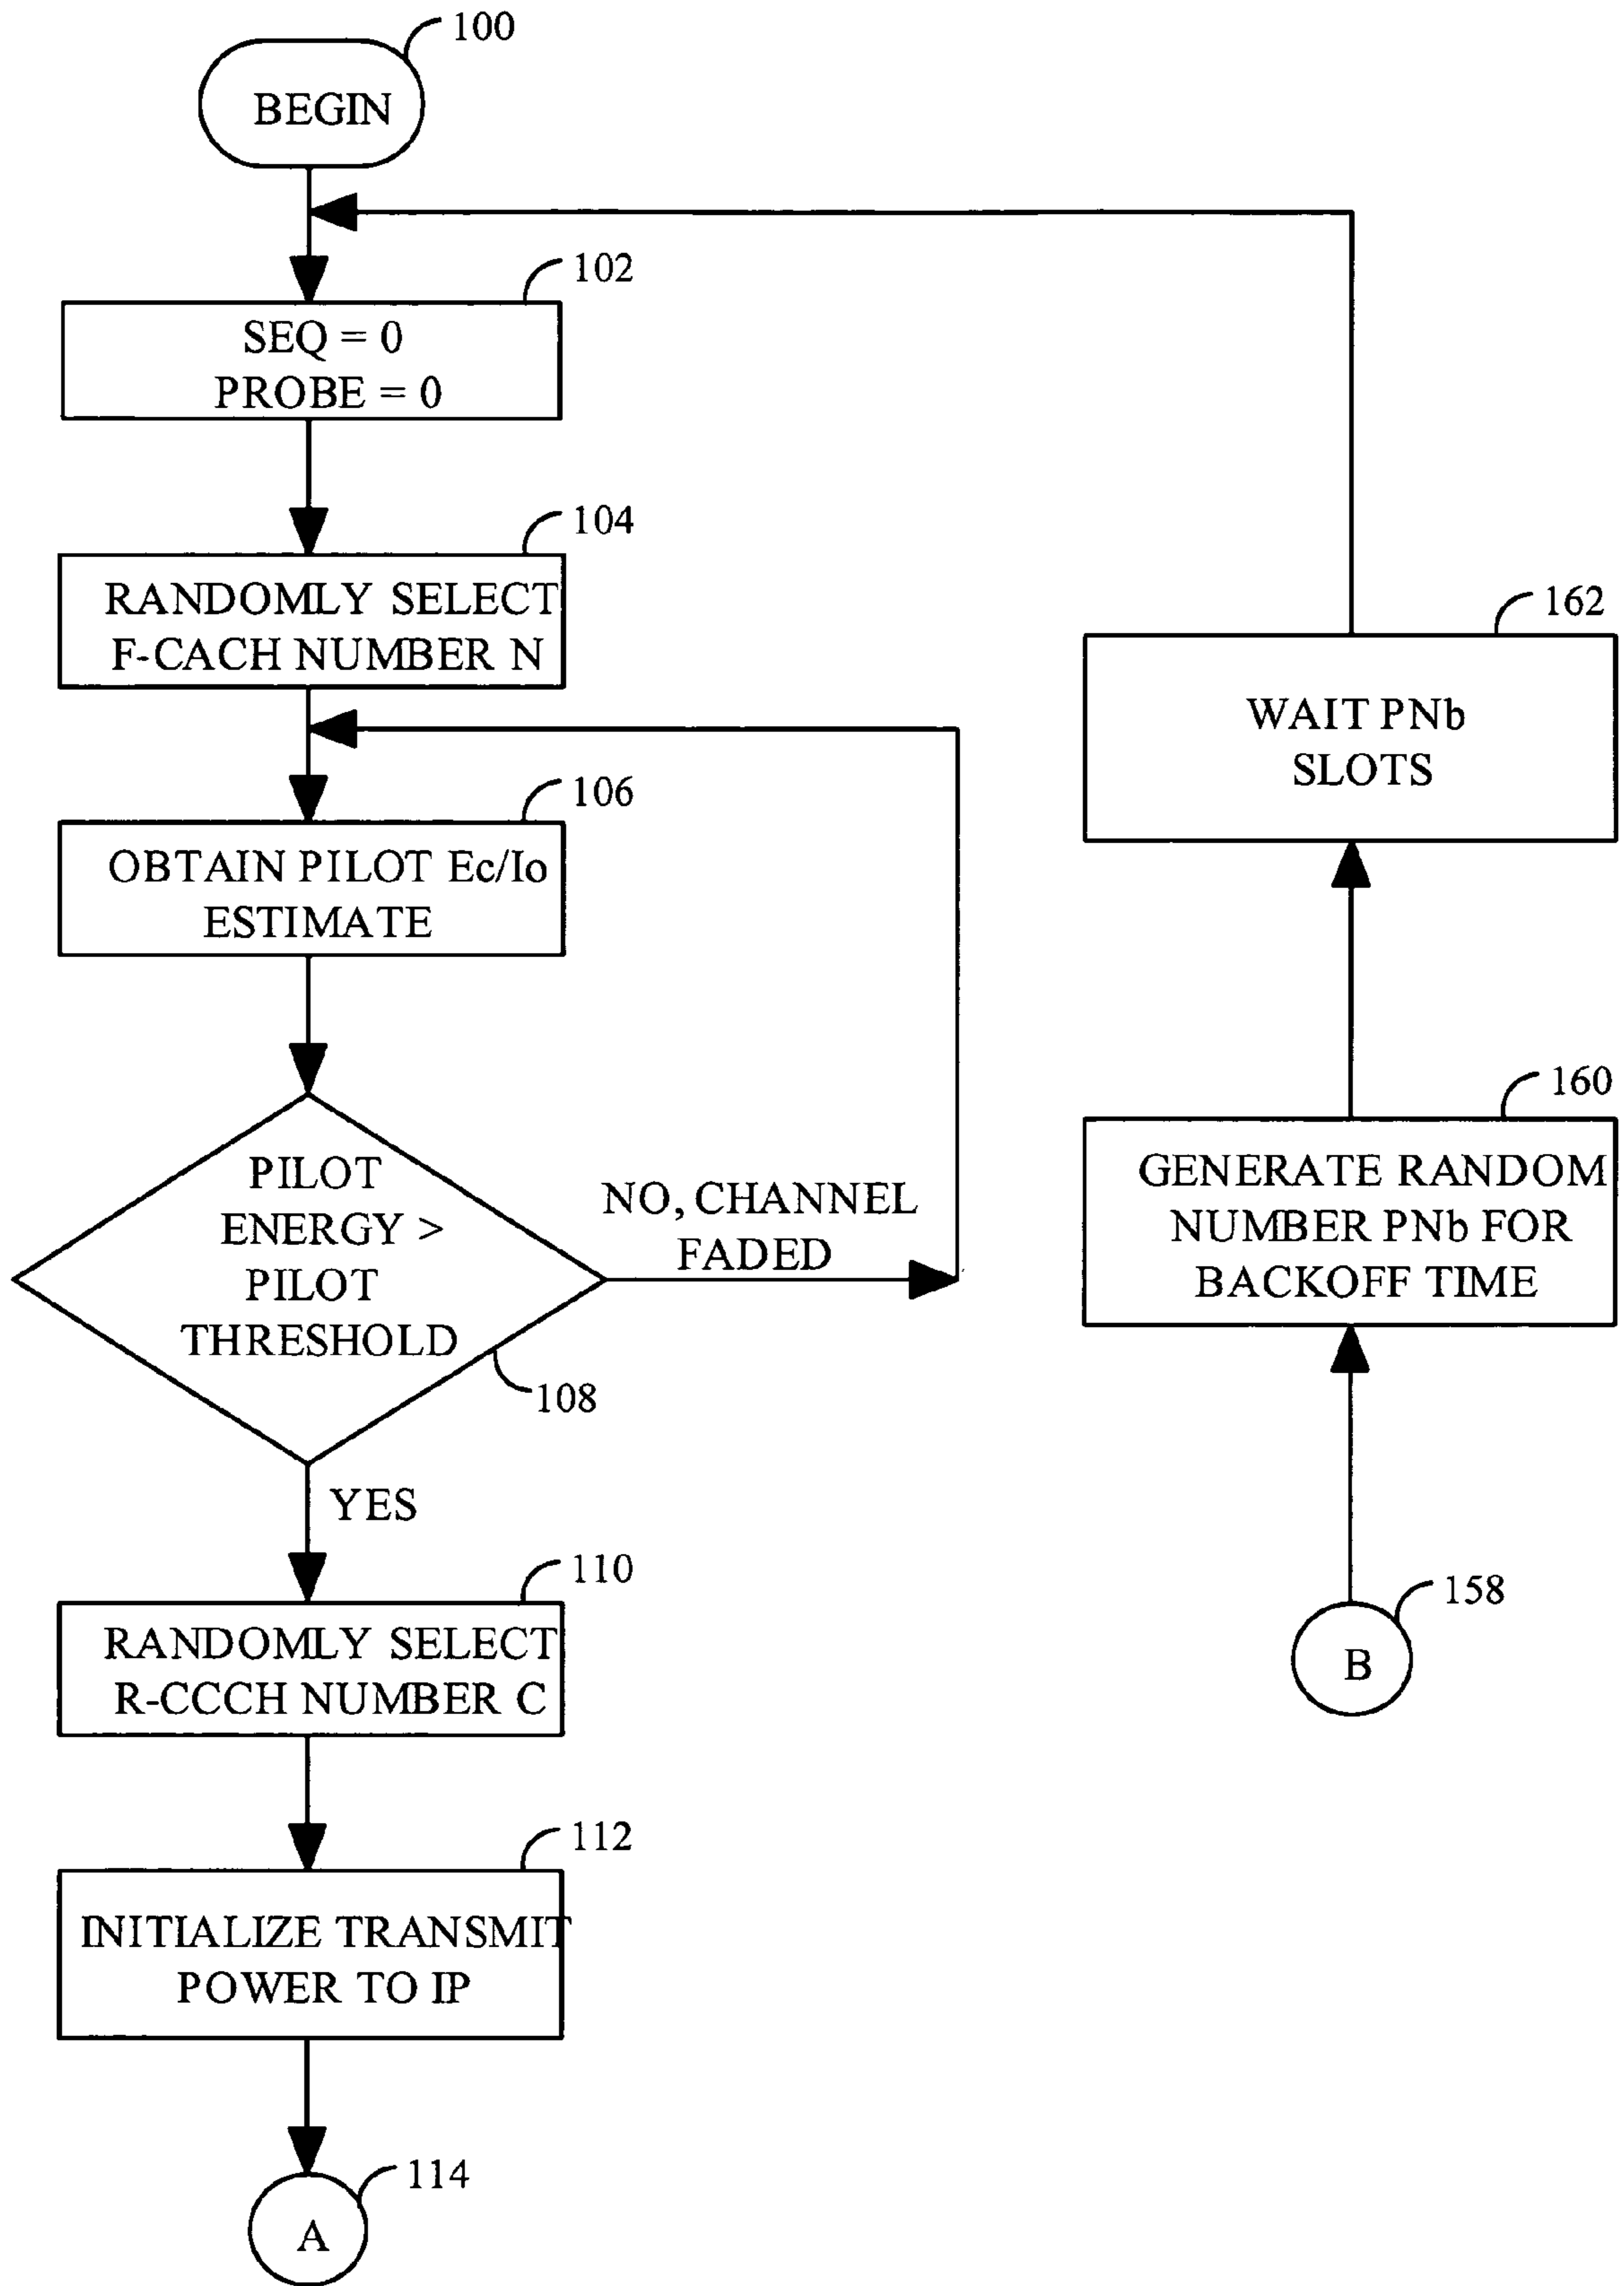 100
BEGIN
102
SEQ = 0
PROBE = 0
104
RANDOMLY SELECT
F-CACH NUMBER N
106
OBTAIN PILOT Ec/Io
ESTIMATE
PILOT
ENERGY >
PILOT
THRESHOLD
108
NO, CHANNEL
FADED
YES
110
RANDOMLY SELECT
R-CCCH NUMBER C
112
INITIALIZE TRANSMIT
POWER TO IP
114
A
162
WAIT PNb
SLOTS
160
GENERATE RANDOM
NUMBER PNb FOR
BACKOFF TIME
158
B